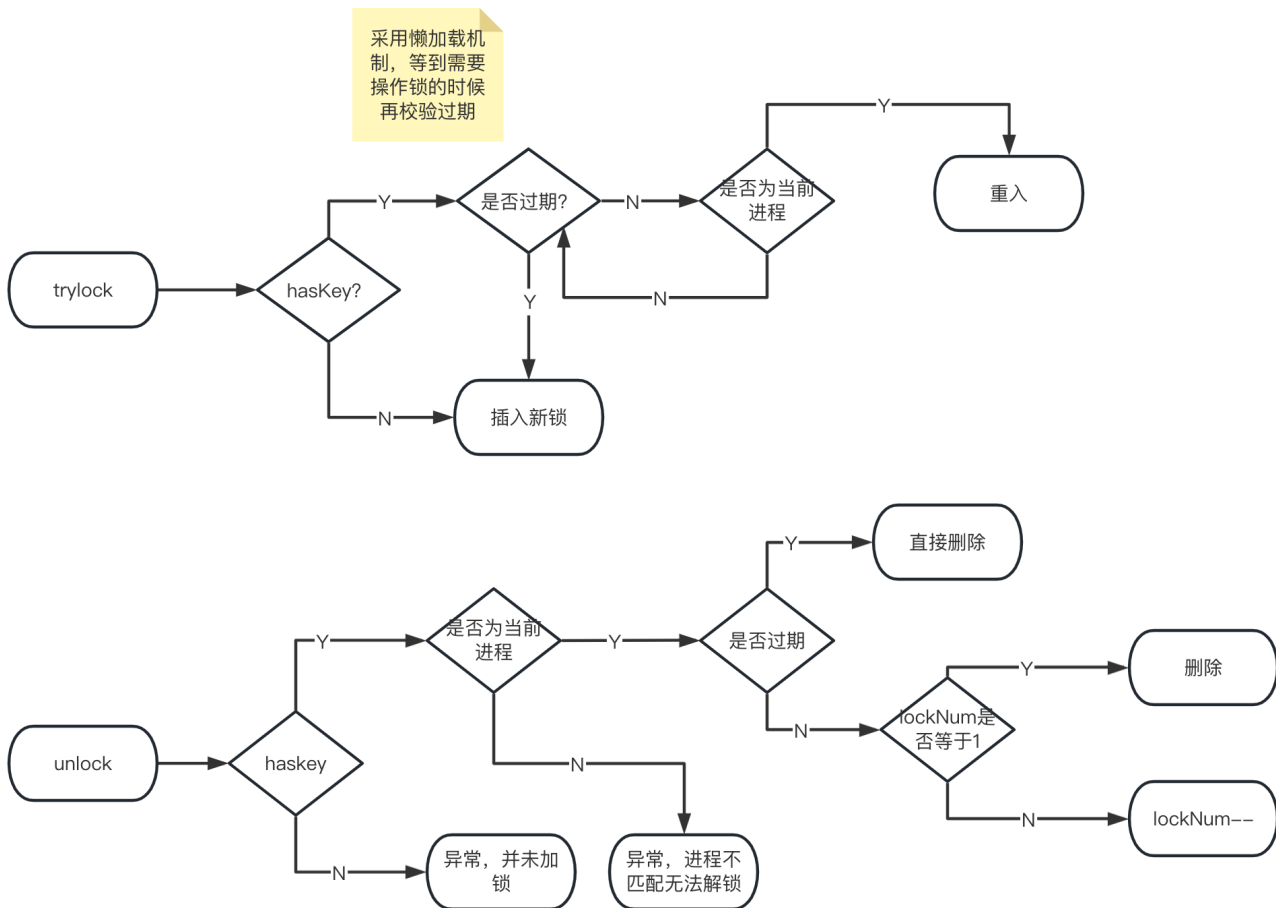 采用懒加载机
制，等到需要
操作锁的时候
再校验过期
Y
重入
是否为当前
进程
N
是否过期?
Y
N
Y
trylock
hasKey?
N
插入新锁
直接删除
Y
是否为当前
进程
Y
是否过期
Y
删除
Y
N
lockNum是
否等于1
unlock
haskey
N
N
lockNum--
N
异常，并未加
锁
异常，进程不
匹配无法解锁